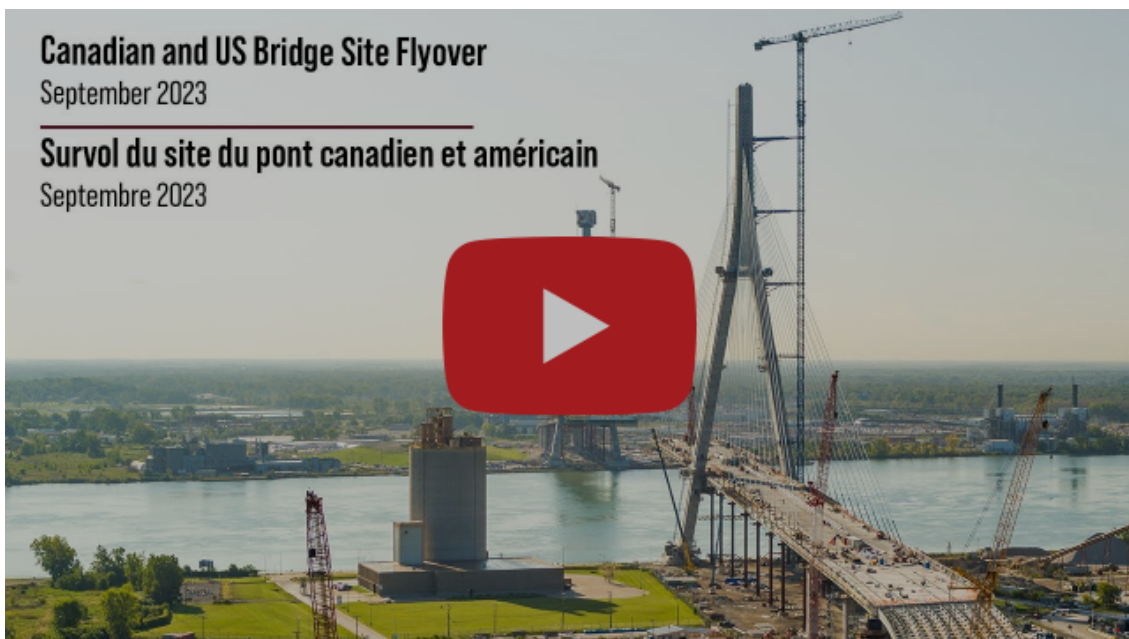 Canadian and US Bridge Site Flyover
September 2023
Survol du site du pont canadien et américain
Septembre 2023